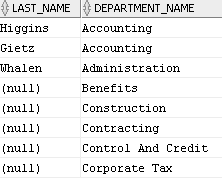 LAST_NAME DEPARTMENT_NAME
Higgins Accounting
Gietz Accounting
Whalen Administration
(null) Benefits
(null) Construction
(null) Contracting
(null) Control And Credit
(null) Corporate Tax